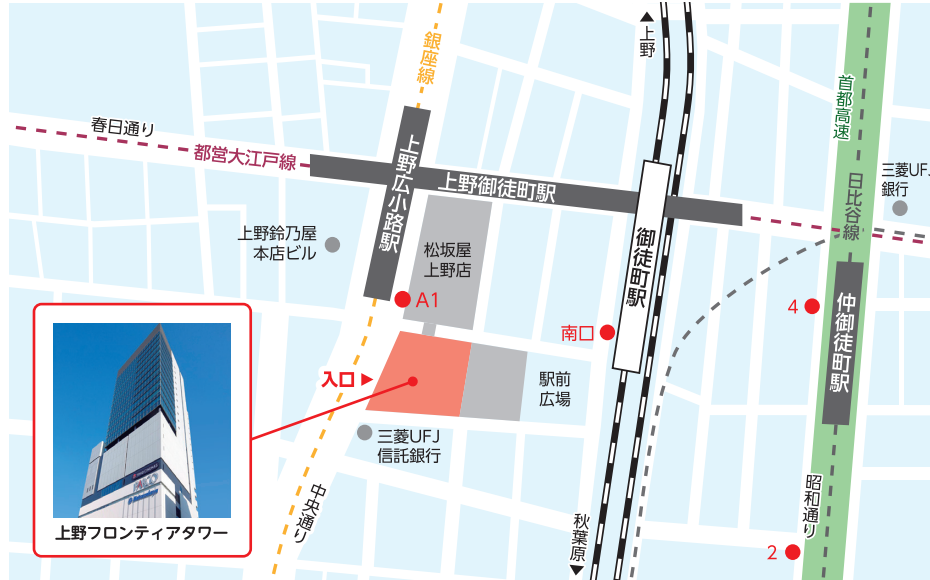 上野
銀座線
首都高速
春日通り
都営大江戸線
上野広小路駅
上野御徒町駅
三菱UFJ
銀行
日比谷線
上野鈴乃屋
本店ビル
松坂屋
上野店
御徒町駅
A1
南口
4
仲御徒町駅
入口
駅前
広場
三菱UFJ
信託銀行
PARCO
上野フロンティアタワー
中央通り
秋葉原
昭和通り
2